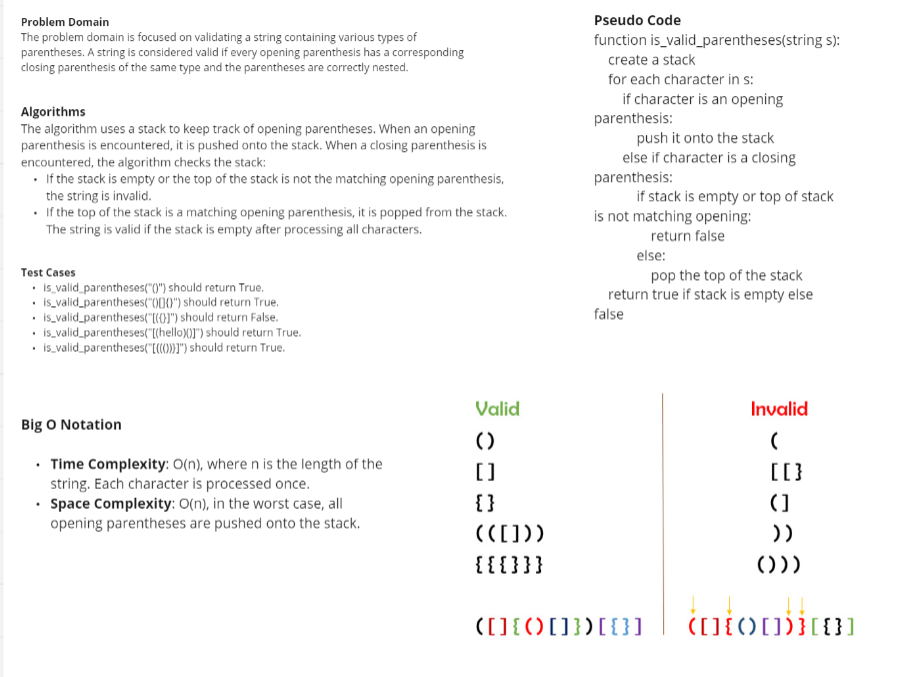 Problem Domain
The problem domain is focused on validating a string containing various types of
parentheses. A string is considered valid if every opening parenthesis has a corresponding
closing parenthesis of the same type and the parentheses are correctly nested.
Algorithms
The algorithm uses a stack to keep track of opening parentheses. When an opening
parenthesis is encountered, it is pushed onto the stack. When a closing parenthesis is
encountered, the algorithm checks the stack:
• If the stack is empty or the top of the stack is not the matching opening parenthesis,
the string is invalid.
• If the top of the stack is a matching opening parenthesis, it is popped from the stack.
The string is valid if the stack is empty after processing all characters.
Test Cases
• is_valid_parentheses("()") should return True.
• is_valid_parentheses("()[]{}") should return True.
• is_valid_parentheses("[({}]") should return False.
• is_valid_parentheses("[(hello)()]") should return True.
• is_valid_parentheses("[((()))]") should return True.
Big O Notation
• Time Complexity: O(n), where n is the length of the
string. Each character is processed once.
• Space Complexity: O(n), in the worst case, all
opening parentheses are pushed onto the stack.
Pseudo Code
function is_valid_parentheses(string s):
create a stack
for each character in s:
if character is an opening
parenthesis:
push it onto the stack
else if character is a closing
parenthesis:
if stack is empty or top of stack
is not matching opening:
return false
else:
pop the top of the stack
return true if stack is empty else
false
Valid
()
[]
{}
(([]))
{{{}}}
([]{()[]})[{}]
Invalid
(
[[}
(]
))
()))
([]{()[])}[{}]